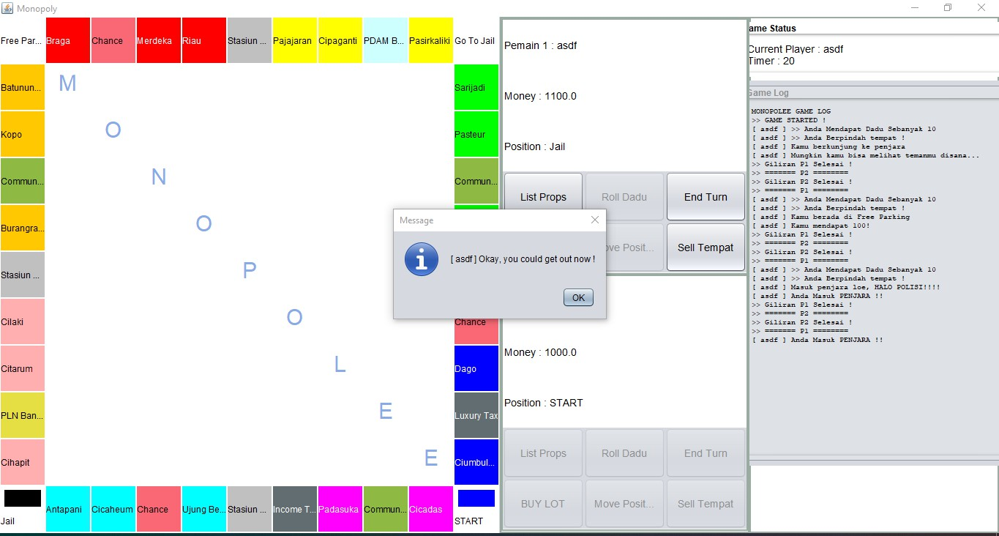 Monopoly
Free Par...
Braga
Chance
Merdeka
Riau
Stasiun ...
Pajajaran
Cipaganti
PDAM B...
Pasirkaliki
Go To Jail
Batunun...
Kopo
Commun...
Burangra...
Stasiun ...
Cilaki
Citarum
PLN Ban...
Cihapit
Jail
M
O
N
O
P
O
L
E
E
Sarijadi
Pasteur
Commun...
Chance
Dago
Luxury Tax
Ciumbul...
START
Antapani
Cicaheum
Chance
Ujung Be...
Stasiun ...
Income T...
Padasuka
Commun...
Cicadas
Pemain 1 : asdf
Money : 1100.0
Position : Jail
List Props
Roll Dadu
End Turn
ove Posit...
Sell Tempat
Message
[ asdf ] Okay, you could get out now !
OK
Money : 1000.0
Position : START
List Props
Roll Dadu
End Turn
BUY LOT
Move Posit...
Sell Tempat
ame Status
Current Player : asdf
Timer : 20
Game Log
MONOPOLEE GAME LOG
>> GAME STARTED !
[ asdf ] >> Anda Mendapat Dadu Sebanyak 10
[ asdf ] >> Anda Berpindah tempat !
[ asdf ] Kamu berkunjung ke penjara
[ asdf ] Mungkin kamu bisa melihat temanmu disana...
>> Giliran P1 Selesai !
>> ======= P2 ========
>> Giliran P2 Selesai !
>> ======= P1 ========
[ asdf ] >> Anda Mendapat Dadu Sebanyak 10
[ asdf ] >> Anda Berpindah tempat !
[ asdf ] Kamu berada di Free Parking
[ asdf ] Kamu mendapat 100!
>> Giliran P1 Selesai !
>> ======= P2 ========
>> Giliran P2 Selesai !
>> ======= P1 ========
[ asdf ] >> Anda Mendapat Dadu Sebanyak 10
[ asdf ] >> Anda Berpindah tempat !
[ asdf ] Masuk penjara loe, HALO POLISI!!!!
[ asdf ] Anda Masuk PENJARA !!
>> Giliran P1 Selesai !
>> ======= P2 ========
>> Giliran P2 Selesai !
>> ======= P1 ========
[ asdf ] Anda Masuk PENJARA !!